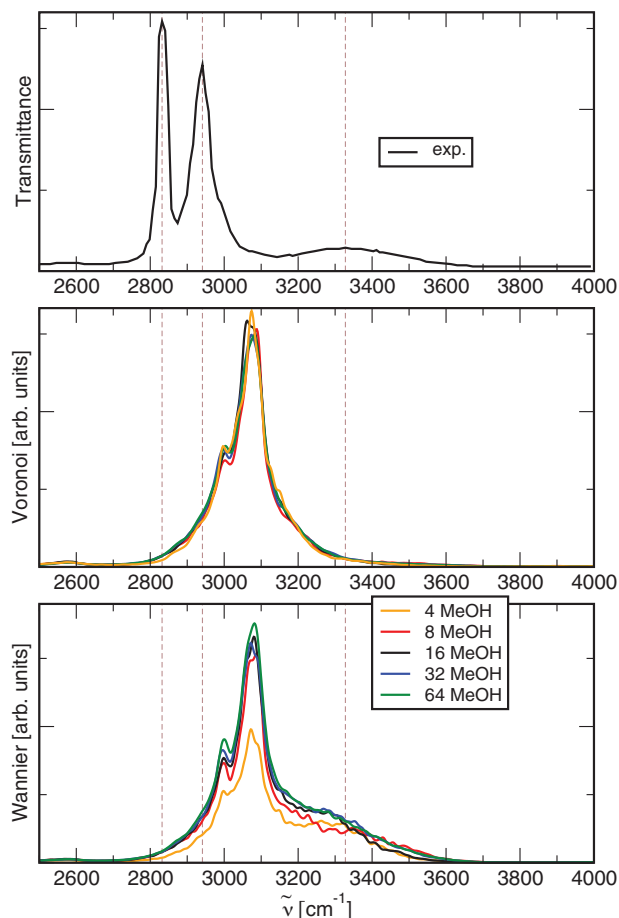 Transmittance
exp.
2600 2800 3000 3200 3400 3600 3800 4000
Voronoi [arb. units]
2600 2800 3000 3200 3400 3600 3800 4000
Wannier [arb. units]
4 MeOH
8 MeOH
16 MeOH
32 MeOH
64 MeOH
2600 2800 3000 3200 3400 3600 3800 4000
ν̃ [cm⁻¹]